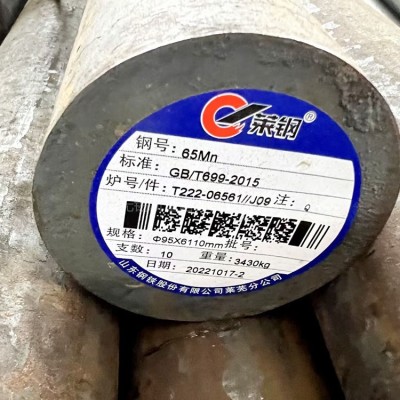 莱钢®
钢号: 65Mn
标准: GB/T699-2015
炉号/件: T222-06561//J09 注: Q
规格: Φ95X6110mm 批号:
支数: 10 重量: 3430kg
日期: 20221017-2
山东钢铁股份有限公司莱芜分公司